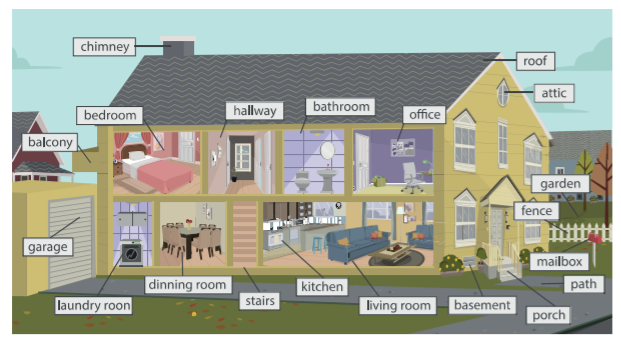 chimney
roof
attic
bedroom
hallway
bathroom
office
balcony
garden
fence
garage
mailbox
dinning room
kitchen
path
laundry roon
stairs
living room
basement
porch